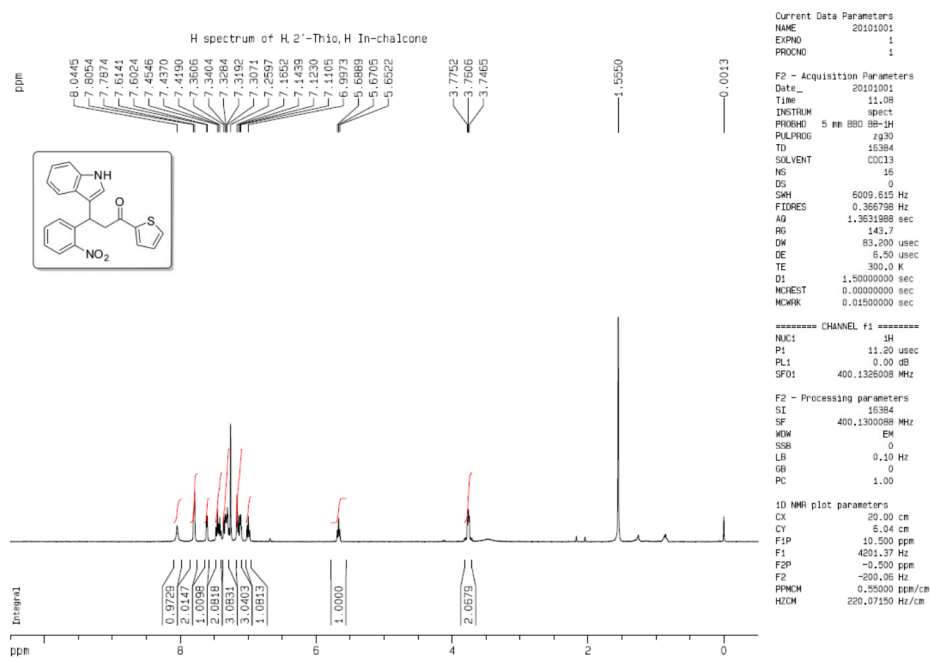 H spectrum of H, 2'-Thio, H In-chalcone
ppm
8.0445
7.8054
7.7874
7.6141
7.6024
7.4546
7.4370
7.4190
7.3606
7.3404
7.3284
7.3192
7.3071
7.2597
7.1652
7.1439
7.1230
7.1105
6.9973
5.6889
5.6705
5.6522
3.7752
3.7606
3.7465
1.5550
0.0013
NH
O
S
NO2
Integral
0.9729
2.0147
1.0098
2.0818
3.0831
3.0403
1.0813
1.0000
2.0679
ppm 8 6 4 2 0
Current Data Parameters
NAME 20101001
EXPNO 1
PROCNO 1
F2 - Acquisition Parameters
Date_ 20101001
Time 11.08
INSTRUM spect
PROBHD 5 mm BBO BB-1H
PULPROG zg30
TD 16384
SOLVENT CDCl3
NS 16
DS 0
SWH 6009.615 Hz
FIDRES 0.366798 Hz
AQ 1.3631988 sec
RG 143.7
DW 83.200 usec
DE 6.50 usec
TE 300.0 K
D1 1.50000000 sec
MCREST 0.00000000 sec
MCWRK 0.01500000 sec
======== CHANNEL f1 ========
NUC1 1H
P1 11.20 usec
PL1 0.00 dB
SFO1 400.1326008 MHz
F2 - Processing parameters
SI 16384
SF 400.1300088 MHz
WDW EM
SSB 0
LB 0.10 Hz
GB 0
PC 1.00
1D NMR plot parameters
CX 20.00 cm
CY 6.04 cm
F1P 10.500 ppm
F1 4201.37 Hz
F2P -0.500 ppm
F2 -200.06 Hz
PPMCM 0.55000 ppm/cm
HZCM 220.07150 Hz/cm